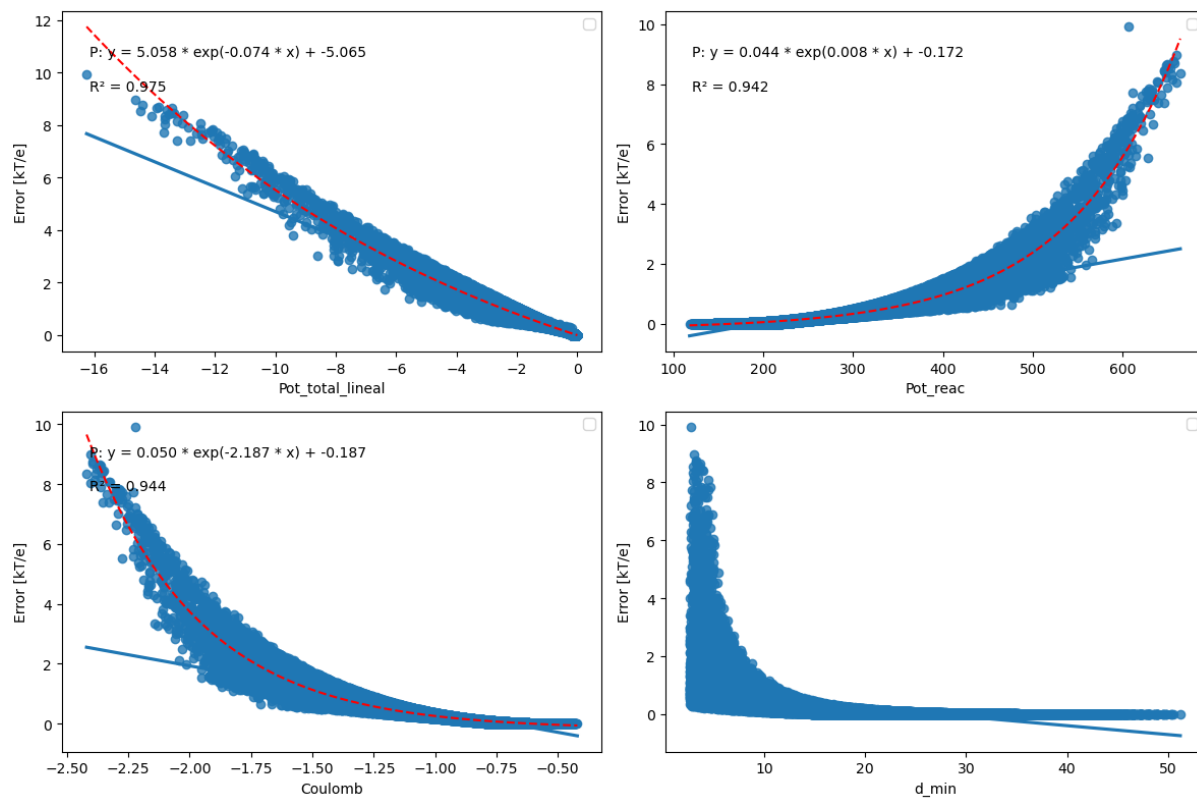 12
10
8
6
4
2
0
Error [kT/e]
P: y = 5.058 * exp(-0.074 * x) + -5.065
R² = 0.975
−16 −14 −12 −10 −8 −6 −4 −2 0
Pot_total_lineal
10
8
6
4
2
0
Error [kT/e]
P: y = 0.044 * exp(0.008 * x) + -0.172
R² = 0.942
100 200 300 400 500 600
Pot_reac
10
8
6
4
2
0
Error [kT/e]
P: y = 0.050 * exp(-2.187 * x) + -0.187
R² = 0.944
−2.50 −2.25 −2.00 −1.75 −1.50 −1.25 −1.00 −0.75 −0.50
Coulomb
10
8
6
4
2
0
Error [kT/e]
10 20 30 40 50
d_min